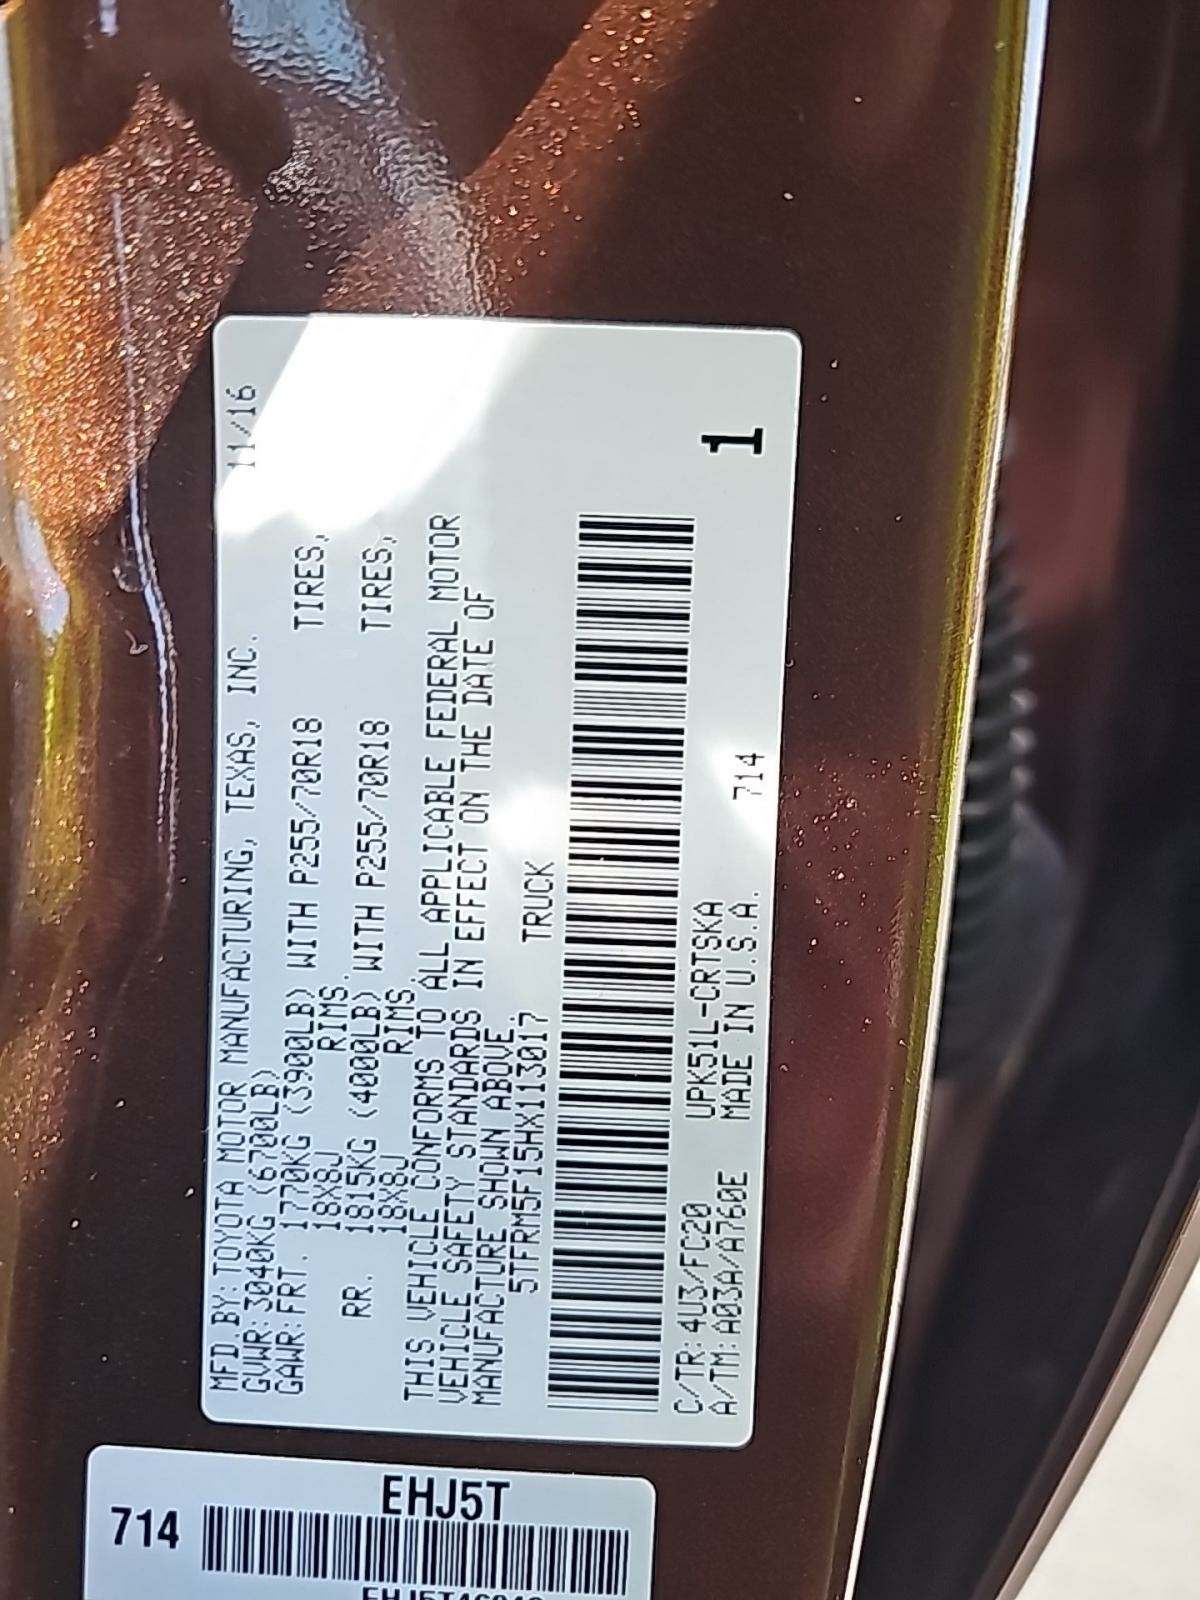 MFD.BY:TOYOTA MOTOR MANUFACTURING, TEXAS, INC. 11/16
GVWR:3040KG (6700LB)
GAWR:FRT. 1770KG (3900LB) WITH P255/70R18 TIRES,
18X8J RIMS.
RR. 1815KG (4000LB) WITH P255/70R18 TIRES,
18X8J RIMS.
THIS VEHICLE CONFORMS TO ALL APPLICABLE FEDERAL MOTOR
VEHICLE SAFETY STANDARDS IN EFFECT ON THE DATE OF
MANUFACTURE SHOWN ABOVE.
5TFRM5F15HX113017 TRUCK
1
C/TR:4U3/FC20 UPK51L-CRTSKA
A/TM:A03A/A760E MADE IN U.S.A. 714
714
EHJ5T